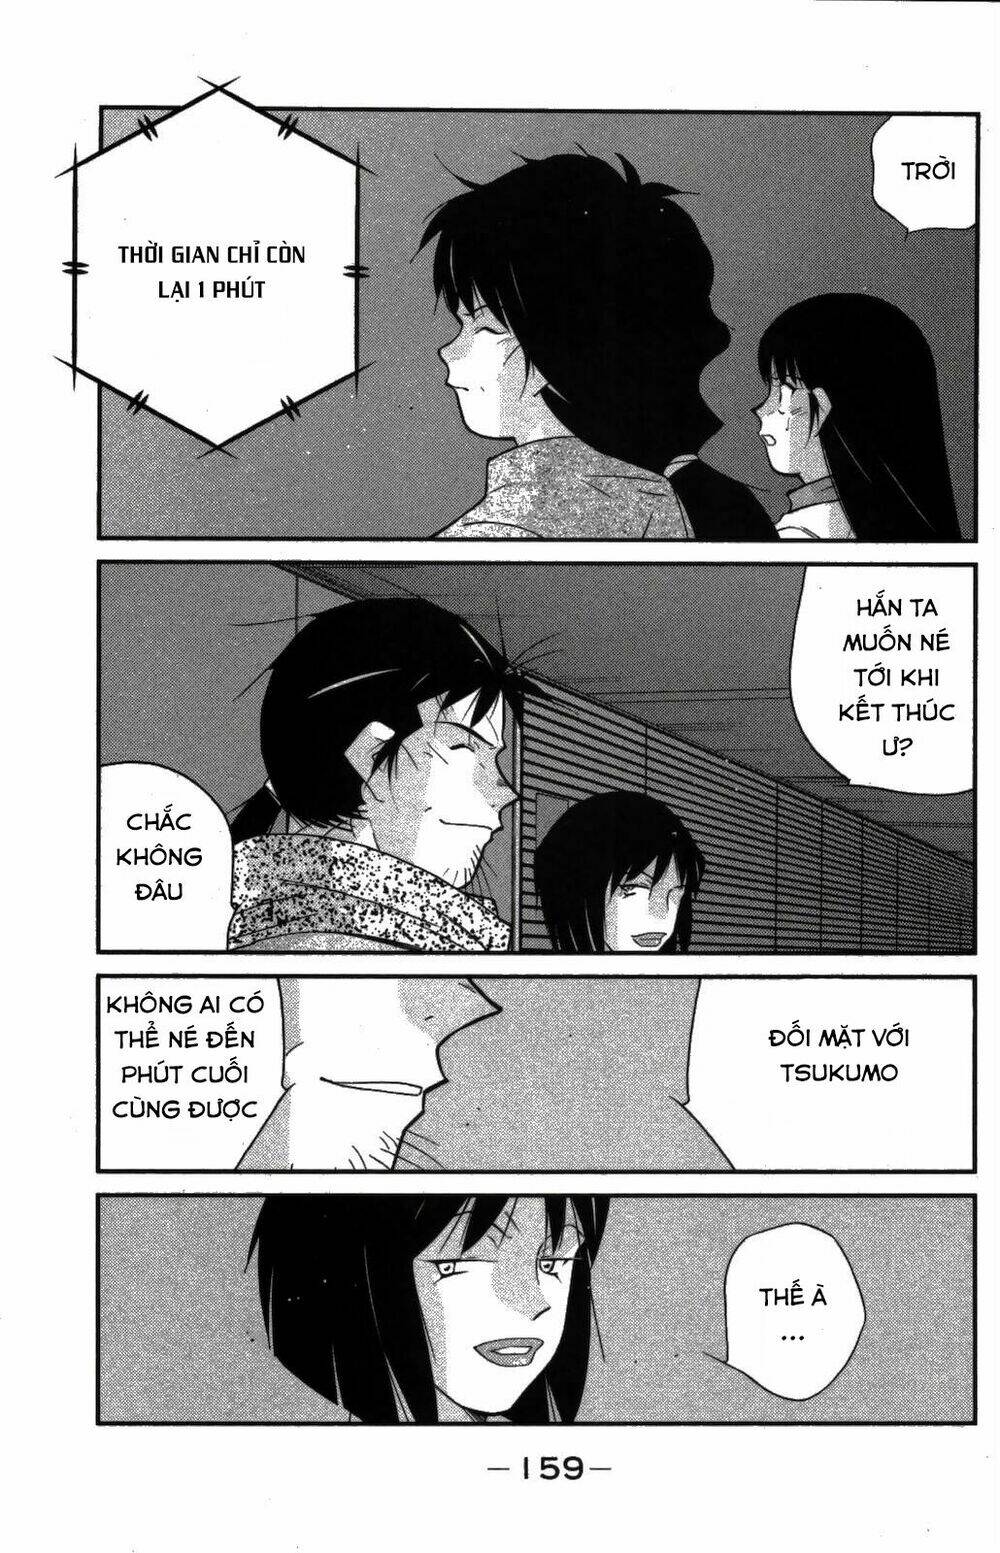 TRỜI
THỜI GIAN CHỈ CÒN
LẠI 1 PHÚT
HẮN TA
MUỐN NÉ
TỚI KHI
KẾT THÚC
Ư?
CHẮC
KHÔNG
ĐÂU
ĐỐI MẶT VỚI
TSUKUMO
KHÔNG AI CÓ
THỂ NÉ ĐẾN
PHÚT CUỐI
CÙNG ĐƯỢC
THẾ À
...
—159—